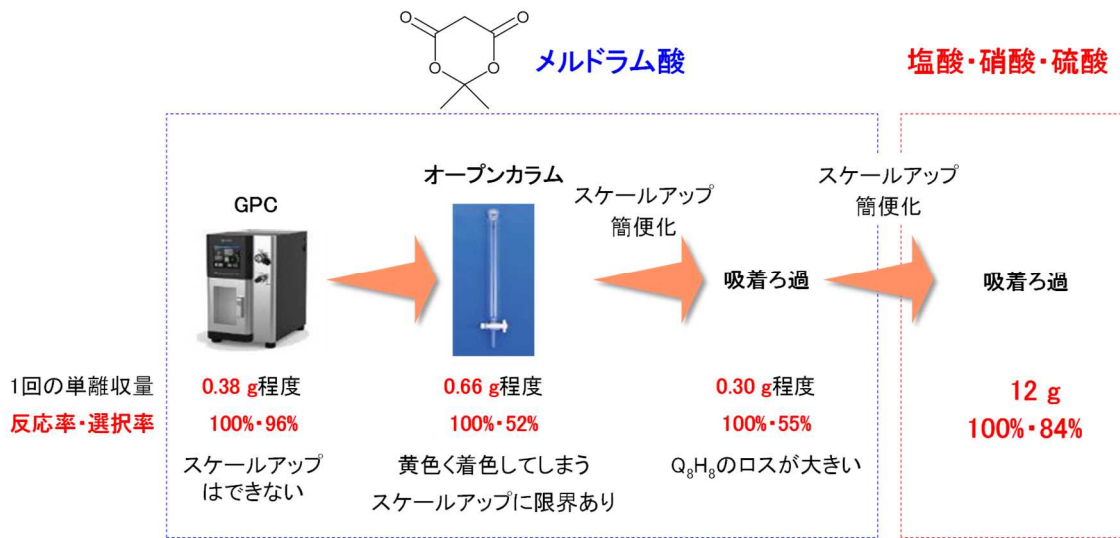 O
O
O
O
メルドラム酸
塩酸・硝酸・硫酸
GPC
オープンカラム
スケールアップ
簡便化
吸着ろ過
スケールアップ
簡便化
吸着ろ過
1回の単離収量
0.38 g程度
0.66 g程度
0.30 g程度
12 g
反応率・選択率
100%・96%
100%・52%
100%・55%
100%・84%
スケールアップ
はできない
黄色く着色してしまう
スケールアップに限界あり
Q₈H₈のロスが大きい